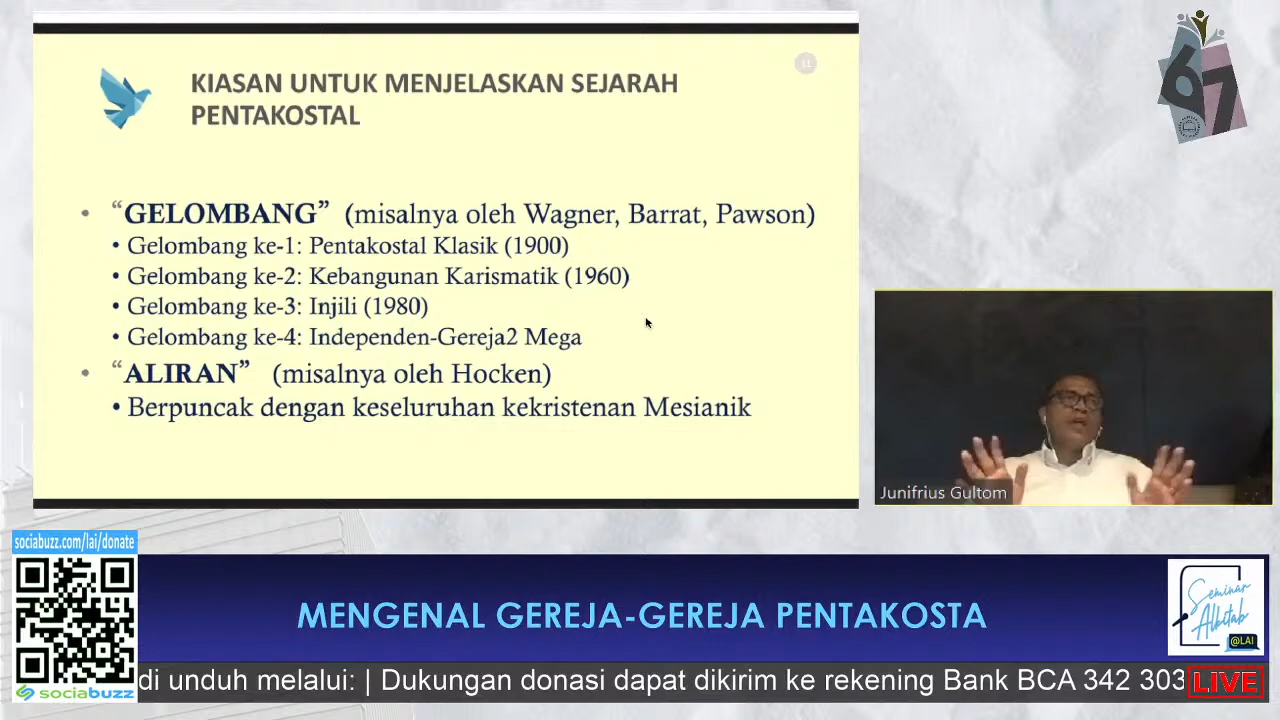 11
KIASAN UNTUK MENJELASKAN SEJARAH
PENTAKOSTAL
• “GELOMBANG” (misalnya oleh Wagner, Barrat, Pawson)
• Gelombang ke-1: Pentakostal Klasik (1900)
• Gelombang ke-2: Kebangunan Karismatik (1960)
• Gelombang ke-3: Injili (1980)
• Gelombang ke-4: Independen-Gereja2 Mega
• “ALIRAN” (misalnya oleh Hocken)
• Berpuncak dengan keseluruhan kekristenan Mesianik
67
Junifrius Gultom
sociabuzz.com/lai/donate
sociabuzz
MENGENAL GEREJA-GEREJA PENTAKOSTA
Seminar
Alkitab
@LAI
di unduh melalui: | Dukungan donasi dapat dikirim ke rekening Bank BCA 342 303
LIVE